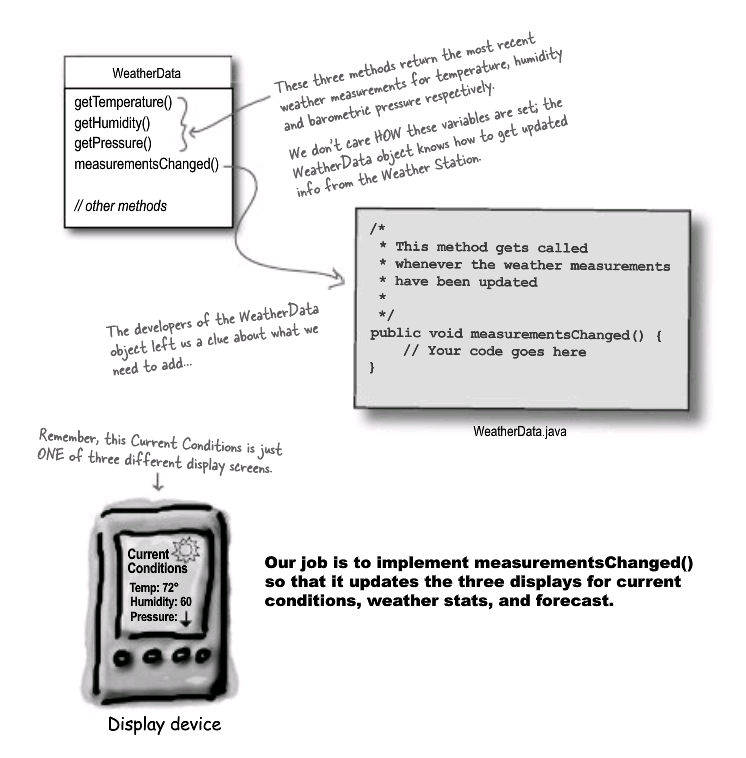 WeatherData
getTemperature()
getHumidity()
getPressure()
measurementsChanged()
// other methods
These three methods return the most recent
weather measurements for temperature, humidity
and barometric pressure respectively.
We don't care HOW these variables are set; the
WeatherData object knows how to get updated
info from the Weather Station.
/*
 * This method gets called
 * whenever the weather measurements
 * have been updated
 *
 */
public void measurementsChanged() {
    // Your code goes here
}
WeatherData.java
The developers of the WeatherData
object left us a clue about what we
need to add...
Remember, this Current Conditions is just
ONE of three different display screens.
Current
Conditions
Temp: 72°
Humidity: 60
Pressure:
Display device
Our job is to implement measurementsChanged()
so that it updates the three displays for current
conditions, weather stats, and forecast.